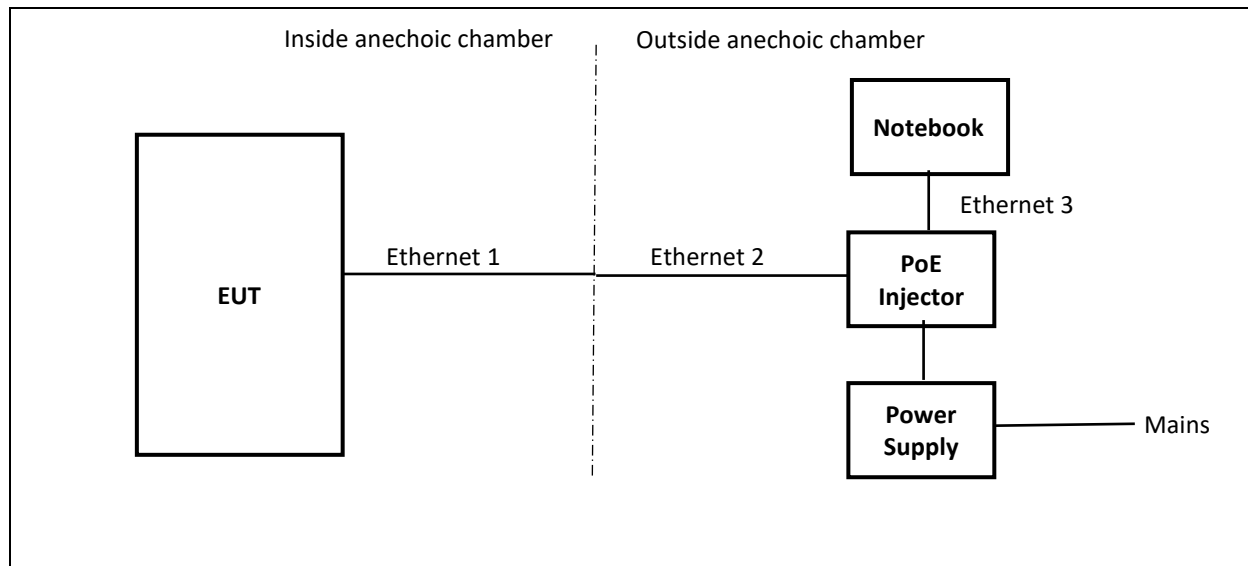 Inside anechoic chamber
Outside anechoic chamber
Notebook
Ethernet 3
Ethernet 1
Ethernet 2
EUT
PoE
Injector
Power
Supply
Mains